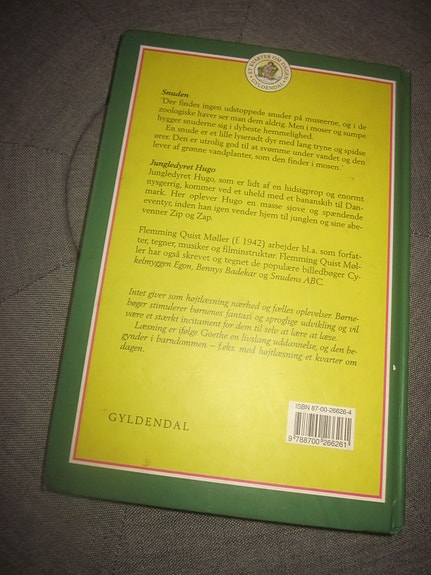 ET KVARTER OM DAGEN
GYLDENDAL
Snuden
'Der findes ingen udstoppede snuder på museerne, og i de
zoologiske haver ser man dem aldrig. Men i moser og sumpe
hygger snuderne sig i dybeste hemmelighed.
En snude er et lille lyserødt dyr med lang tryne og spidse
ører. Den er utrolig god til at svømme under vandet og den
lever af grønne vandplanter, som den finder i mosen.'
Jungledyret Hugo
Jungledyret Hugo, som er lidt af en hidsigprop og enormt
nysgerrig, kommer ved et uheld med et bananskib til Dan-
mark. Her oplever Hugo en masse sjove og spændende
eventyr, inden han igen vender hjem til junglen og sine abe-
venner Zip og Zap.
Flemming Quist Møller (f. 1942) arbejder bl.a. som forfat-
ter, tegner, musiker og filminstruktør. Flemming Quist Møl-
ler har også skrevet og tegnet de populære billedbøger Cy-
kelmyggen Egon, Bennys Badekar og Snudens ABC.
Intet giver som højtlæsning nærhed og fælles oplevelser. Børne-
bøger stimulerer børnenes fantasi og sproglige udvikling og vil
være et stærkt incitament for dem til selv at lære at læse.
Læsning er ifølge Goethe en livslang uddannelse, og den be-
gynder i barndommen – f.eks. med højtlæsning et kvarter om
dagen.
GYLDENDAL
ISBN 87-00-26626-4
9 788700 266261